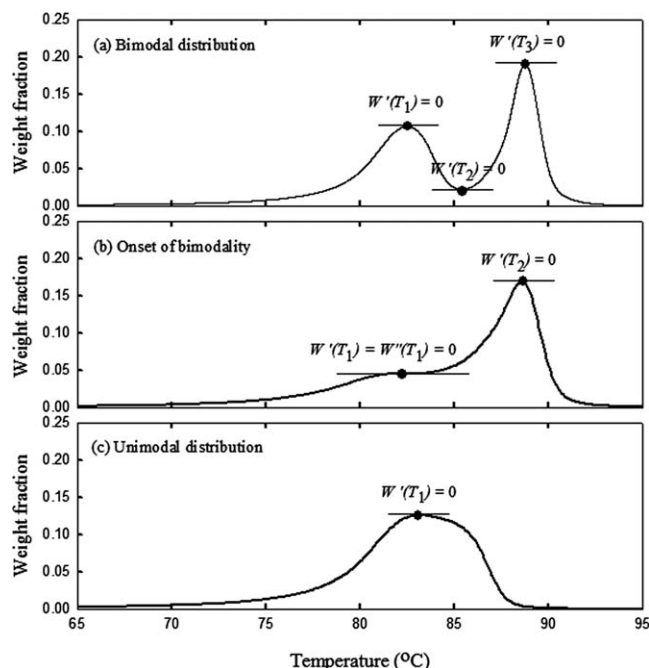 0.25
(a) Bimodal distribution
W'(T3) = 0
0.20
W'(T1) = 0
0.15
0.10
W'(T2) = 0
0.05
0.00
Weight fraction
0.25
(b) Onset of bimodality
W'(T2) = 0
0.20
0.15
W'(T1) = W''(T1) = 0
0.10
0.05
0.00
Weight fraction
0.25
(c) Unimodal distribution
0.20
W'(T1) = 0
0.15
0.10
0.05
0.00
Weight fraction
65 70 75 80 85 90 95
Temperature (°C)